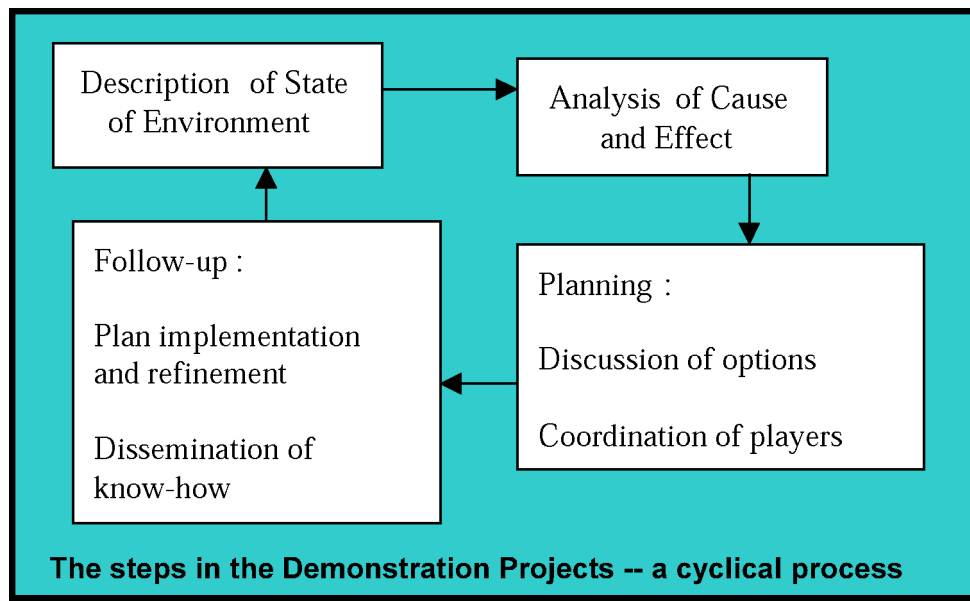 Description of State
of Environment
Analysis of Cause
and Effect
Planning :
Discussion of options
Coordination of players
Follow-up :
Plan implementation
and refinement
Dissemination of
know-how
The steps in the Demonstration Projects -- a cyclical process